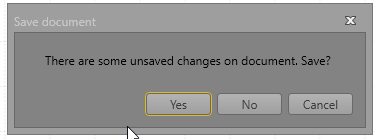 Save document
There are some unsaved changes on document. Save?
Yes No Cancel